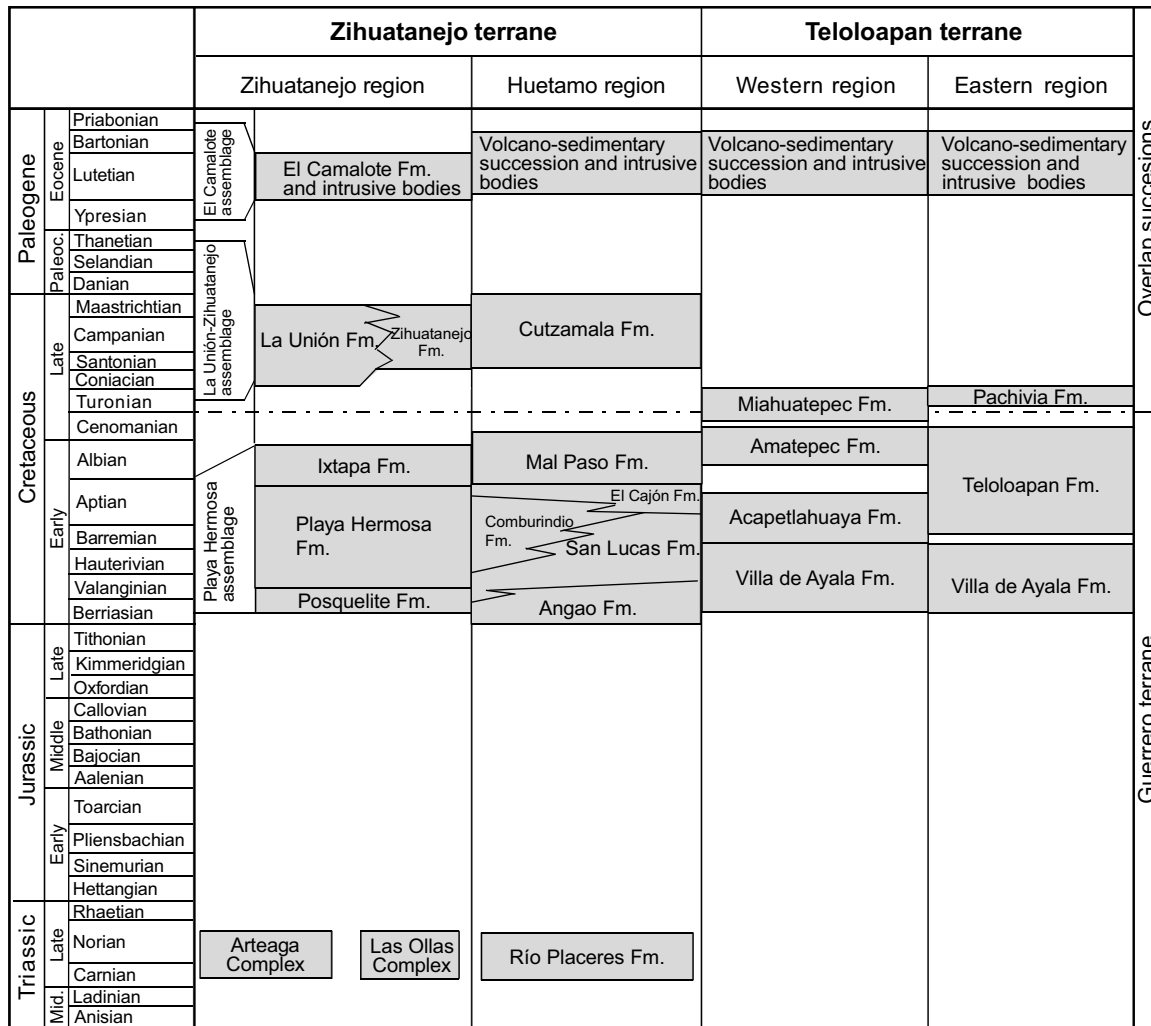 Zihuatanejo terrane
Teloloapan terrane
Zihuatanejo region
Huetamo region
Western region
Eastern region
Overlap succesions
Guerrero terrane
Paleogene
Eocene
Paleoc.
Priabonian
Bartonian
Lutetian
Ypresian
Thanetian
Selandian
Danian
Cretaceous
Late
Early
Maastrichtian
Campanian
Santonian
Coniacian
Turonian
Cenomanian
Albian
Aptian
Barremian
Hauterivian
Valanginian
Berriasian
Jurassic
Late
Middle
Early
Tithonian
Kimmeridgian
Oxfordian
Callovian
Bathonian
Bajocian
Aalenian
Toarcian
Pliensbachian
Sinemurian
Hettangian
Triassic
Late
Mid.
Rhaetian
Norian
Carnian
Ladinian
Anisian
El Camalote
assemblage
La Unión-Zihuatanejo
assemblage
Playa Hermosa
assemblage
El Camalote Fm.
and intrusive bodies
La Unión Fm.
Zihuatanejo
Fm.
Ixtapa Fm.
Playa Hermosa
Fm.
Posquelite Fm.
Arteaga
Complex
Las Ollas
Complex
Volcano-sedimentary
succession and intrusive
bodies
Cutzamala Fm.
Mal Paso Fm.
El Cajón Fm.
Comburindio
Fm.
San Lucas Fm.
Angao Fm.
Río Placeres Fm.
Volcano-sedimentary
succession and intrusive
bodies
Miahuatepec Fm.
Amatepec Fm.
Acapetlahuaya Fm.
Villa de Ayala Fm.
Volcano-sedimentary
succession and
intrusive bodies
Pachivia Fm.
Teloloapan Fm.
Villa de Ayala Fm.